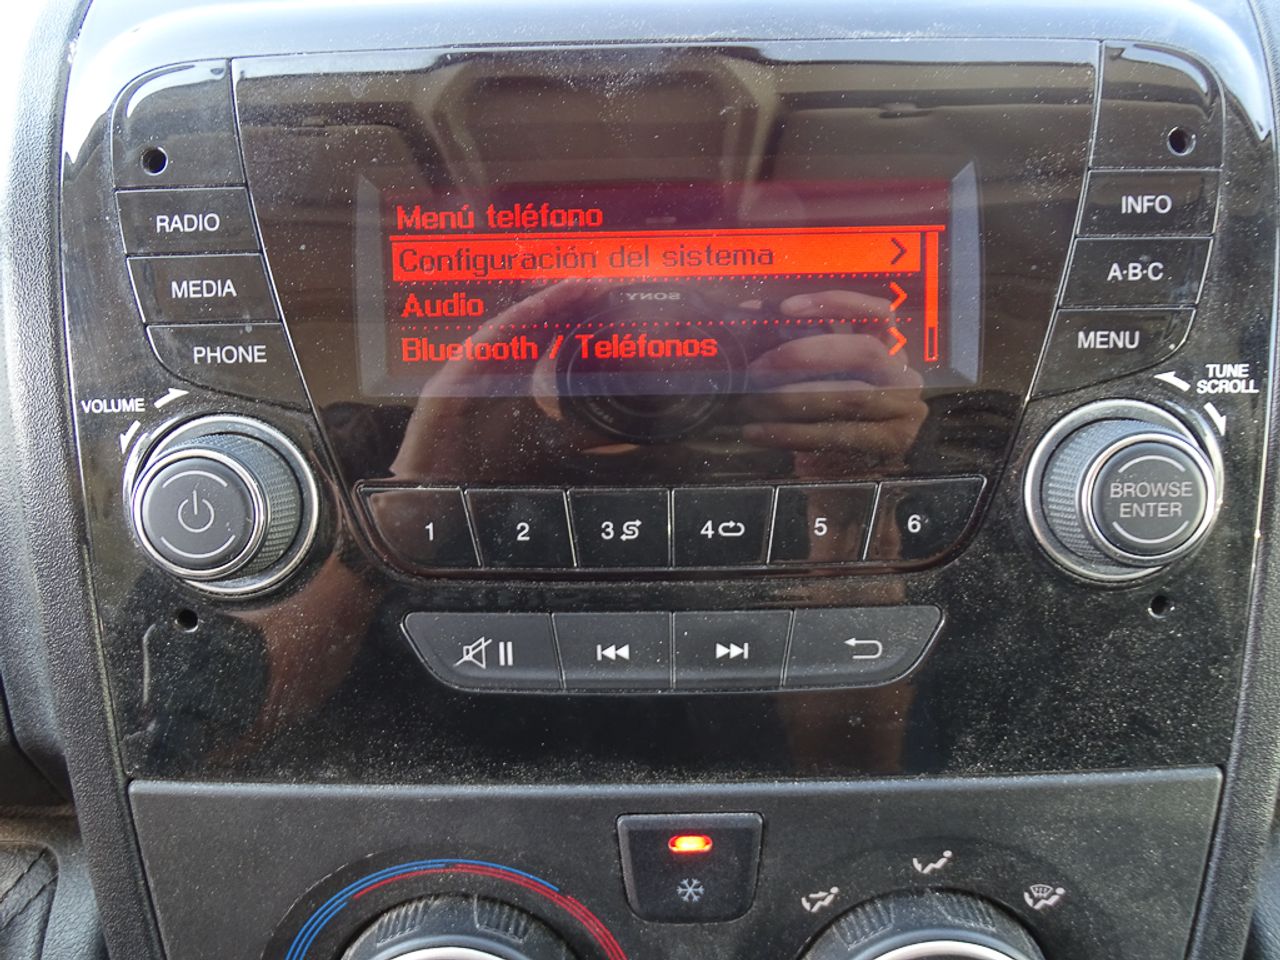 RADIO
MEDIA
PHONE
VOLUME
Menú teléfono
Configuración del sistema
Audio
Bluetooth / Teléfonos
INFO
A·B·C
MENU
TUNE
SCROLL
BROWSE
ENTER
1
2
3
4
5
6
SONY